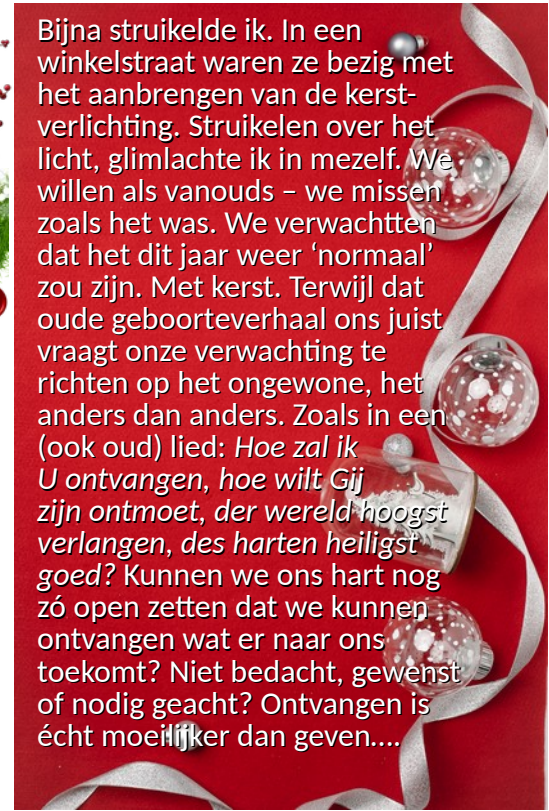 Bijna struikelde ik. In een
winkelstraat waren ze bezig met
het aanbrengen van de kerst-
verlichting. Struikelen over het
licht, glimlachte ik in mezelf. We
willen als vanouds – we missen
zoals het was. We verwachtten
dat het dit jaar weer ‘normaal’
zou zijn. Met kerst. Terwijl dat
oude geboorteverhaal ons juist
vraagt onze verwachting te
richten op het ongewone, het
anders dan anders. Zoals in een
(ook oud) lied: Hoe zal ik
U ontvangen, hoe wilt Gij
zijn ontmoet, der wereld hoogst
verlangen, des harten heiligst
goed? Kunnen we ons hart nog
zó open zetten dat we kunnen
ontvangen wat er naar ons
toekomt? Niet bedacht, gewenst
of nodig geacht? Ontvangen is
écht moeilijker dan geven….